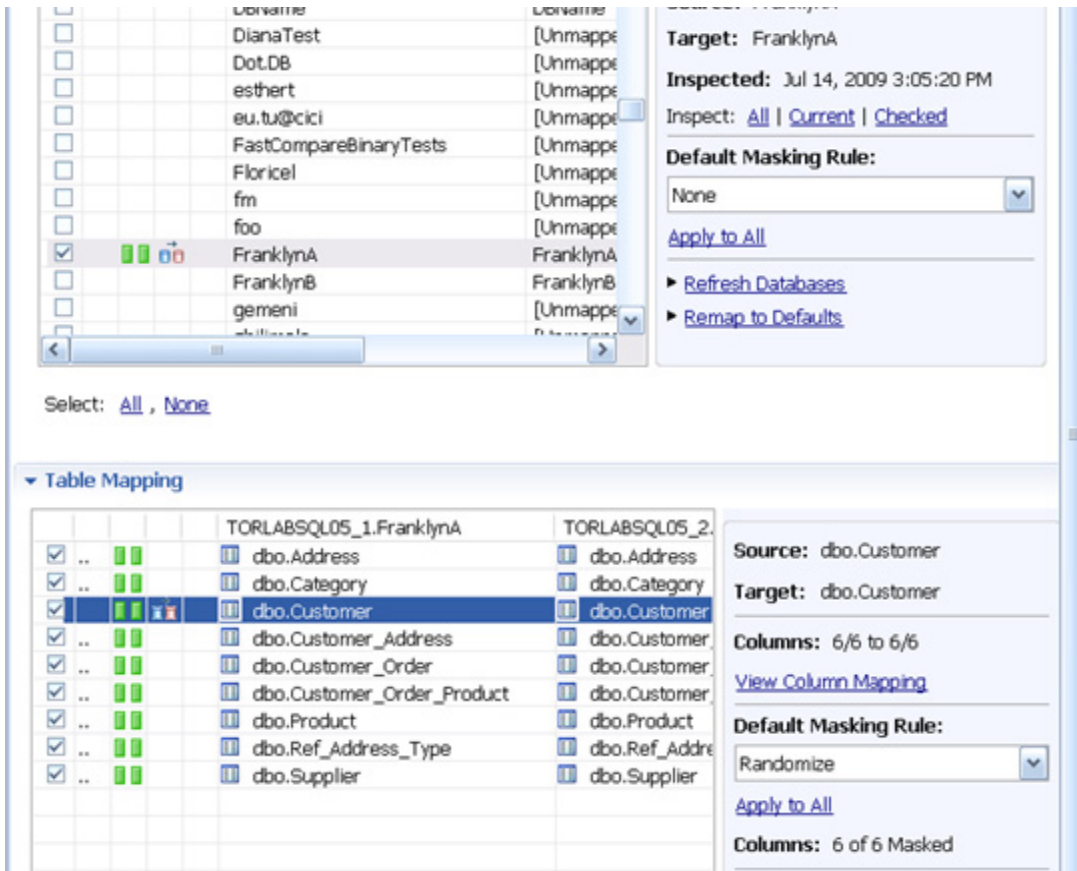 DBName DBName
DianaTest [Unmappe
Dot.DB [Unmappe
esthert [Unmappe
eu.tu@cici [Unmappe
FastCompareBinaryTests [Unmappe
Floricel [Unmappe
fm [Unmappe
foo [Unmappe
FranklynA FranklynA
FranklynB FranklynB
gemeni [Unmappe
Target: FranklynA
Inspected: Jul 14, 2009 3:05:20 PM
Inspect: All | Current | Checked
Default Masking Rule:
None
Apply to All
Refresh Databases
Remap to Defaults
Select: All , None
Table Mapping
TORLABSQL05_1.FranklynA TORLABSQL05_2.
.. dbo.Address dbo.Address
.. dbo.Category dbo.Category
dbo.Customer dbo.Customer
.. dbo.Customer_Address dbo.Customer_
.. dbo.Customer_Order dbo.Customer_
.. dbo.Customer_Order_Product dbo.Customer_
.. dbo.Product dbo.Product
.. dbo.Ref_Address_Type dbo.Ref_Addre
.. dbo.Supplier dbo.Supplier
Source: dbo.Customer
Target: dbo.Customer
Columns: 6/6 to 6/6
View Column Mapping
Default Masking Rule:
Randomize
Apply to All
Columns: 6 of 6 Masked